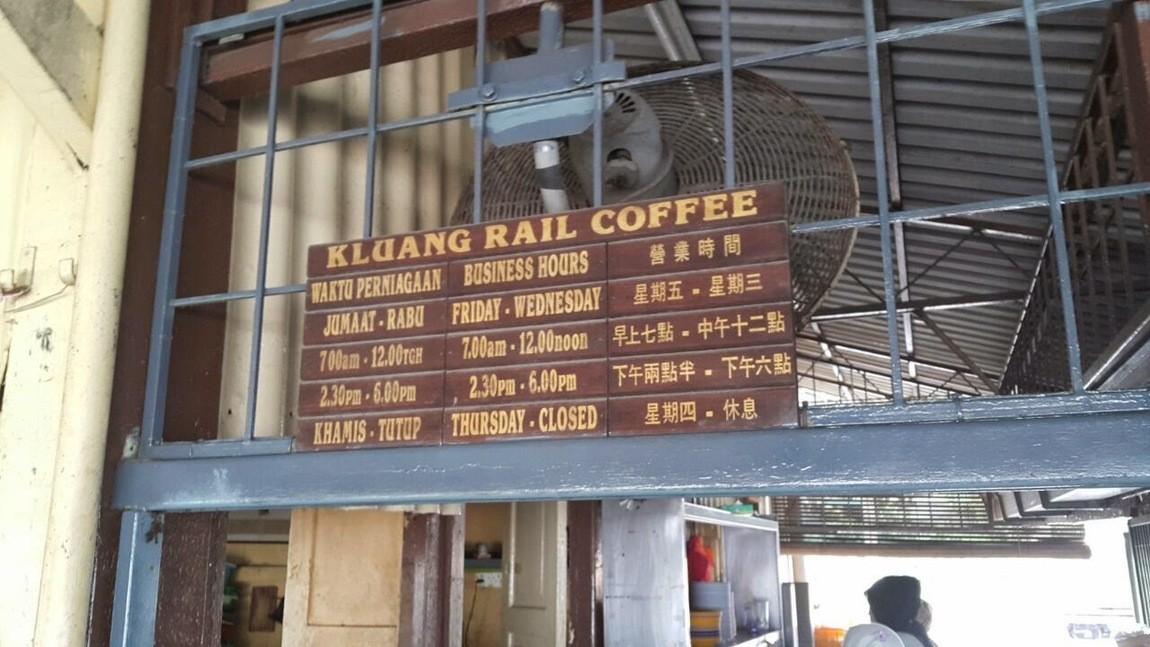 KLUANG RAIL COFFEE
WAKTU PERNIAGAAN BUSINESS HOURS 營業時間
JUMAAT - RABU FRIDAY - WEDNESDAY 星期五 - 星期三
7.00am - 12.00TGH 7.00am - 12.00noon 早上七點 - 中午十二點
2.30pm - 6.00pm 2.30pm - 6.00pm 下午兩點半 - 下午六點
KHAMIS - TUTUP THURSDAY - CLOSED 星期四 - 休息